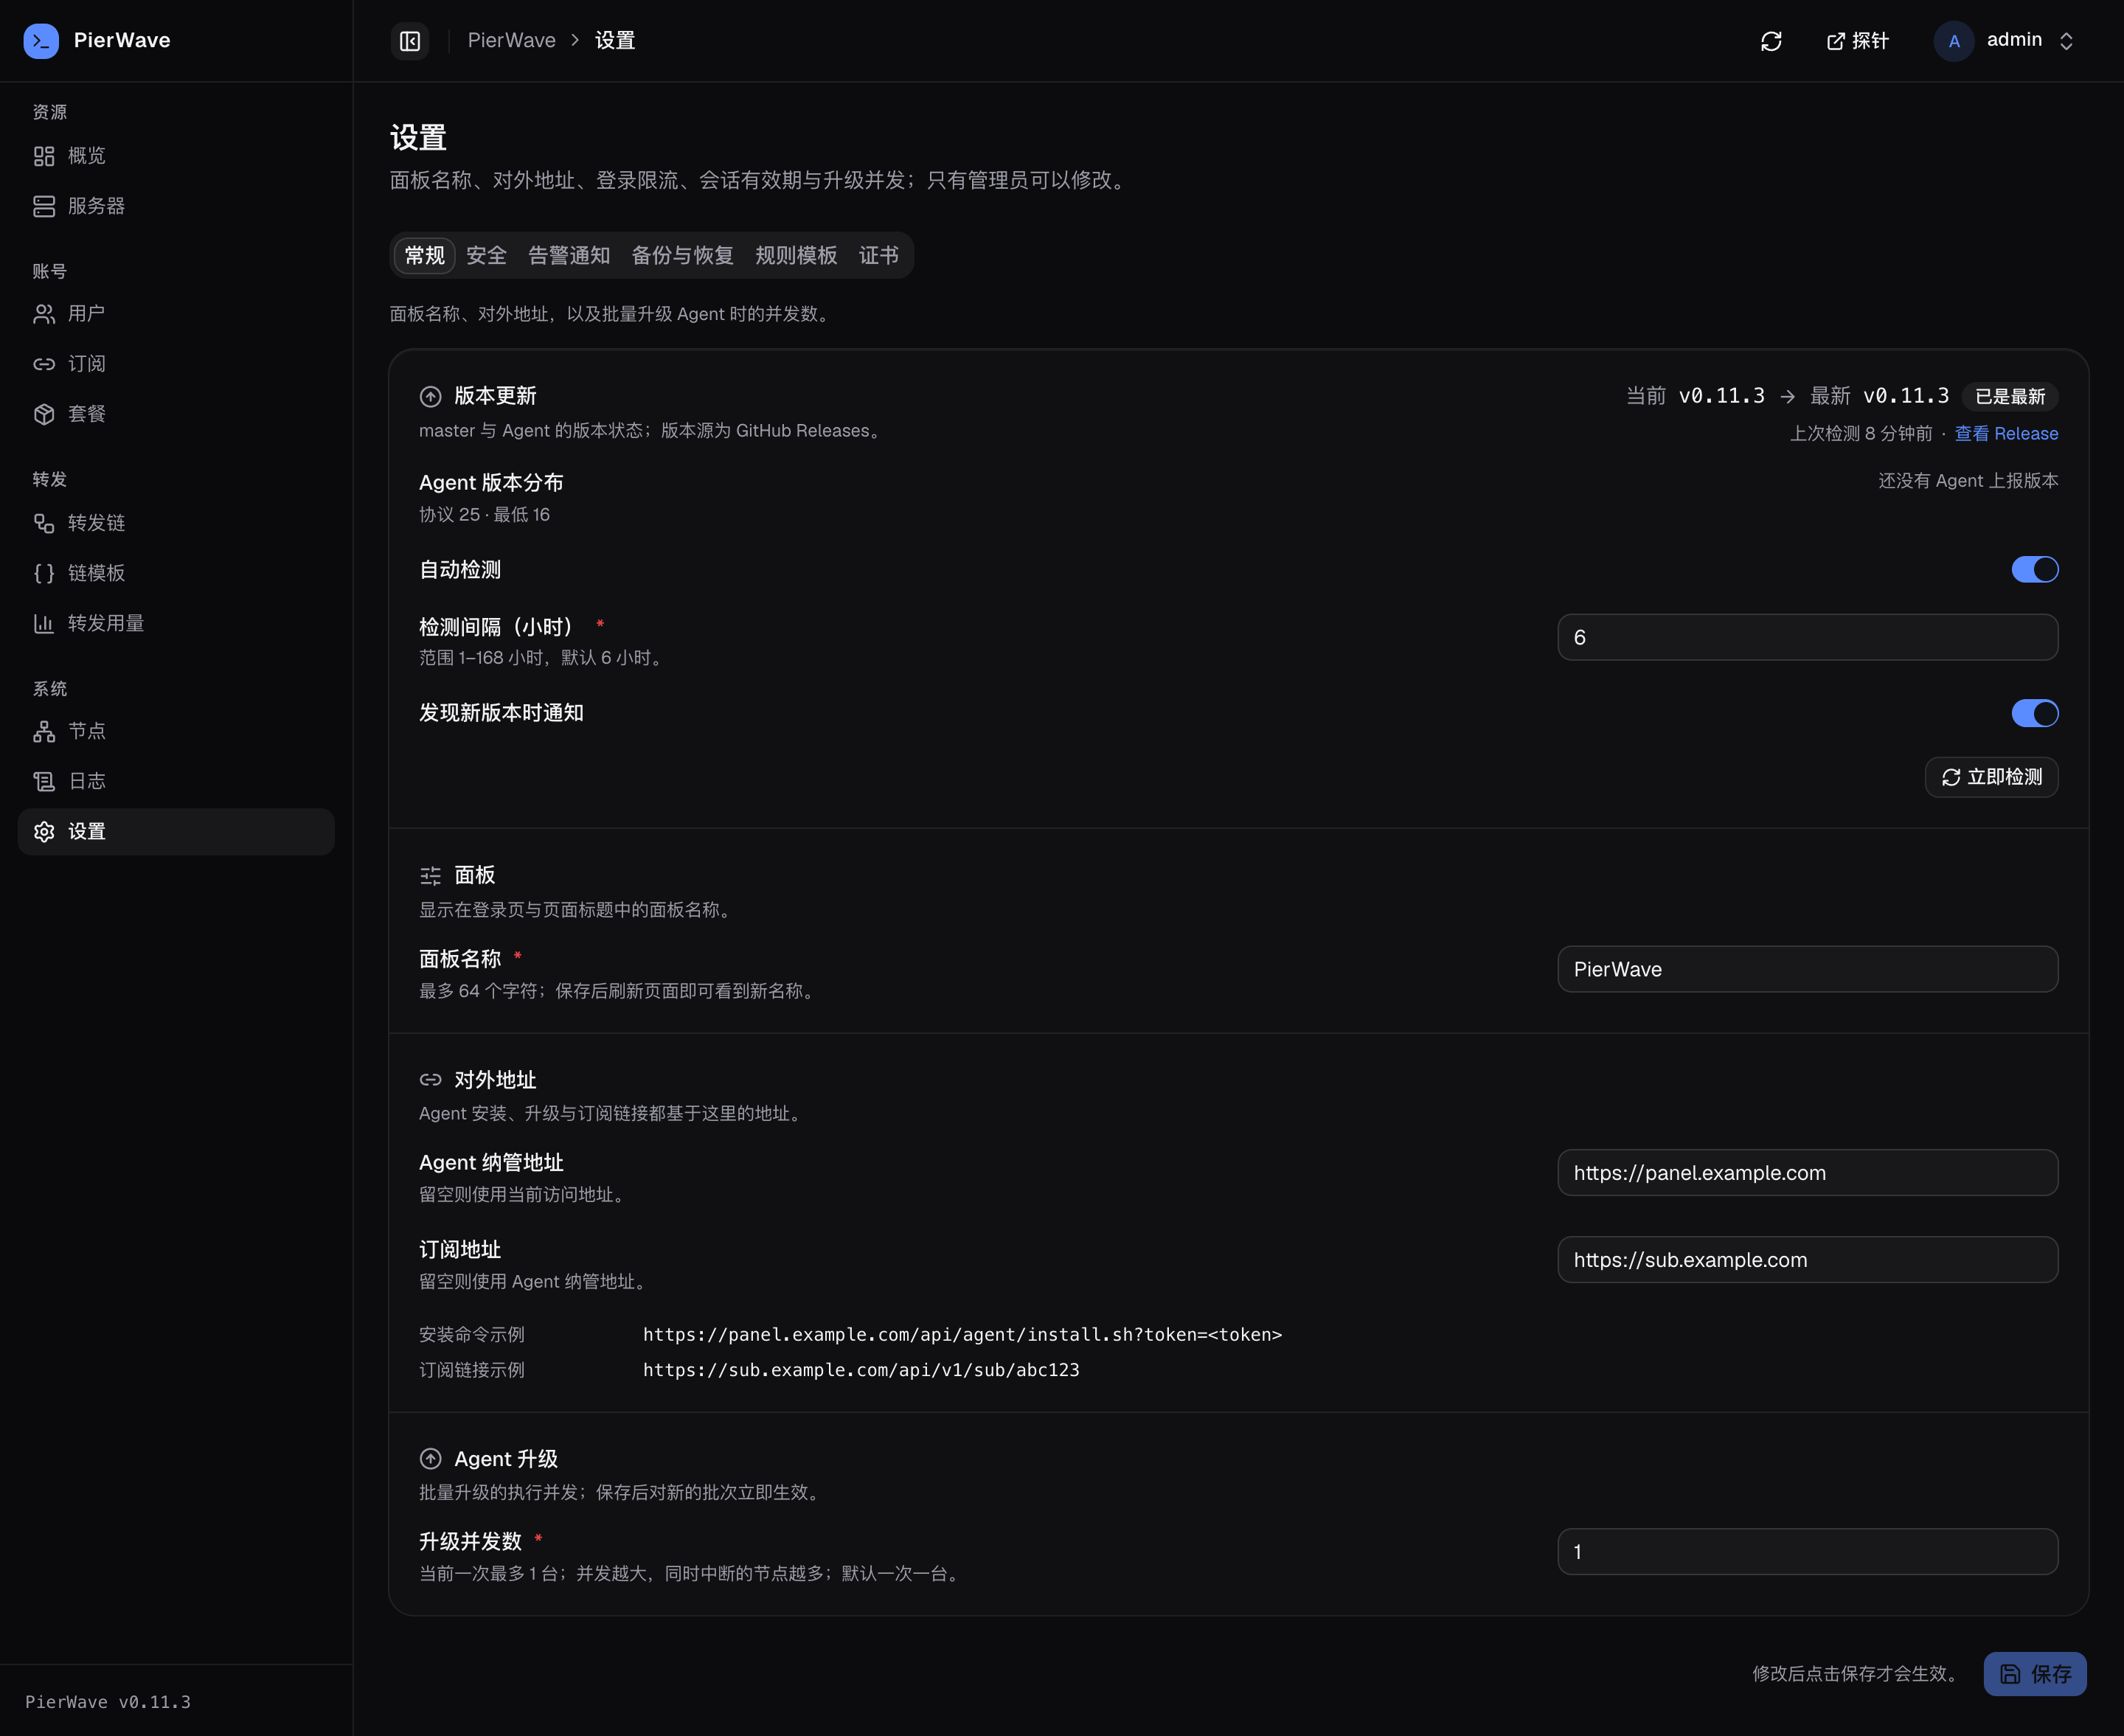 PierWave
PierWave > 设置
探针
A
admin
资源
概览
服务器
账号
用户
订阅
套餐
转发
转发链
链模板
转发用量
系统
节点
日志
设置
PierWave v0.11.3
设置
面板名称、对外地址、登录限流、会话有效期与升级并发；只有管理员可以修改。
常规 安全 告警通知 备份与恢复 规则模板 证书
面板名称、对外地址，以及批量升级 Agent 时的并发数。
版本更新
当前 v0.11.3 → 最新 v0.11.3 已是最新
master 与 Agent 的版本状态；版本源为 GitHub Releases。
上次检测 8 分钟前 · 查看 Release
Agent 版本分布
还没有 Agent 上报版本
协议 25 · 最低 16
自动检测
检测间隔（小时） *
6
范围 1–168 小时，默认 6 小时。
发现新版本时通知
立即检测
面板
显示在登录页与页面标题中的面板名称。
面板名称 *
PierWave
最多 64 个字符；保存后刷新页面即可看到新名称。
对外地址
Agent 安装、升级与订阅链接都基于这里的地址。
Agent 纳管地址
https://panel.example.com
留空则使用当前访问地址。
订阅地址
https://sub.example.com
留空则使用 Agent 纳管地址。
安装命令示例 https://panel.example.com/api/agent/install.sh?token=<token>
订阅链接示例 https://sub.example.com/api/v1/sub/abc123
Agent 升级
批量升级的执行并发；保存后对新的批次立即生效。
升级并发数 *
1
当前一次最多 1 台；并发越大，同时中断的节点越多；默认一次一台。
修改后点击保存才会生效。
保存